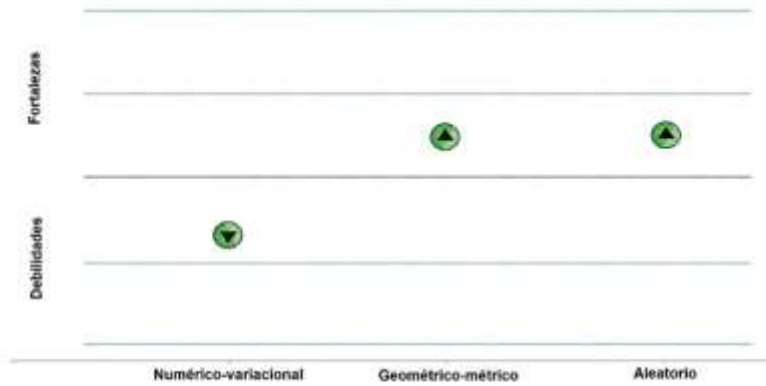 Fortalezas
Debilidades
Numérico-variacional
Geométrico-métrico
Aleatorio